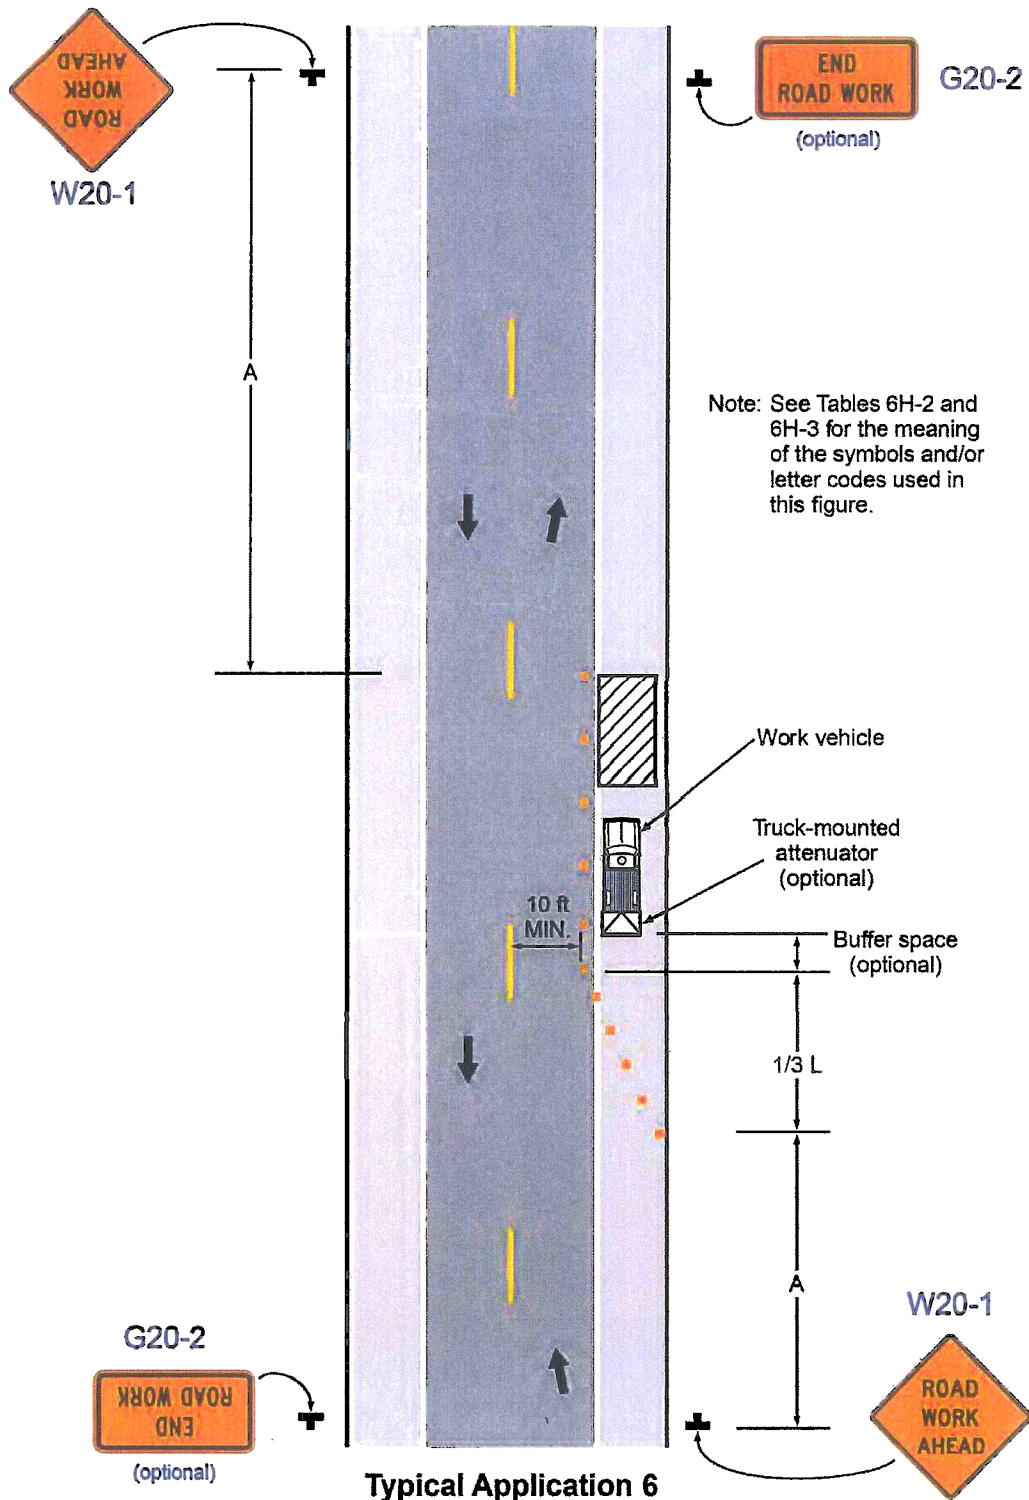 ROAD
WORK
AHEAD
W20-1
END
ROAD WORK
(optional)
G20-2
A
Note: See Tables 6H-2 and
6H-3 for the meaning
of the symbols and/or
letter codes used in
this figure.
Work vehicle
Truck-mounted
attenuator
(optional)
10 ft
MIN.
Buffer space
(optional)
1/3 L
A
W20-1
ROAD
WORK
AHEAD
G20-2
END
ROAD WORK
(optional)
Typical Application 6